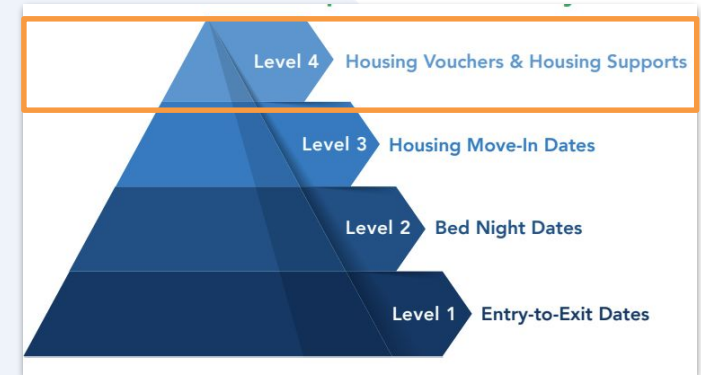 Level 4 Housing Vouchers & Housing Supports
Level 3 Housing Move-In Dates
Level 2 Bed Night Dates
Level 1 Entry-to-Exit Dates